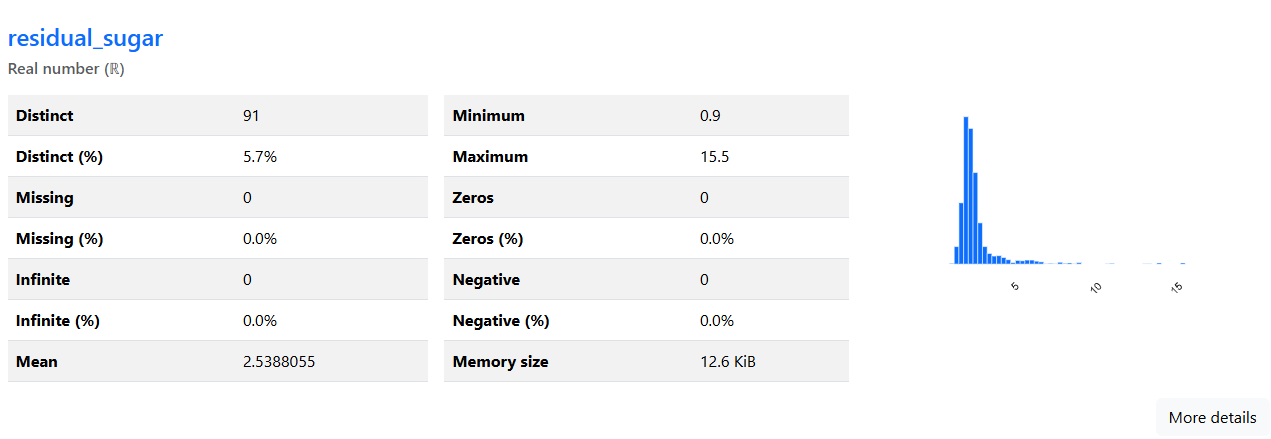 residual_sugar
Real number (ℝ)
Distinct 91
Distinct (%) 5.7%
Missing 0
Missing (%) 0.0%
Infinite 0
Infinite (%) 0.0%
Mean 2.5388055
Minimum 0.9
Maximum 15.5
Zeros 0
Zeros (%) 0.0%
Negative 0
Negative (%) 0.0%
Memory size 12.6 KiB
5 10 15
More details